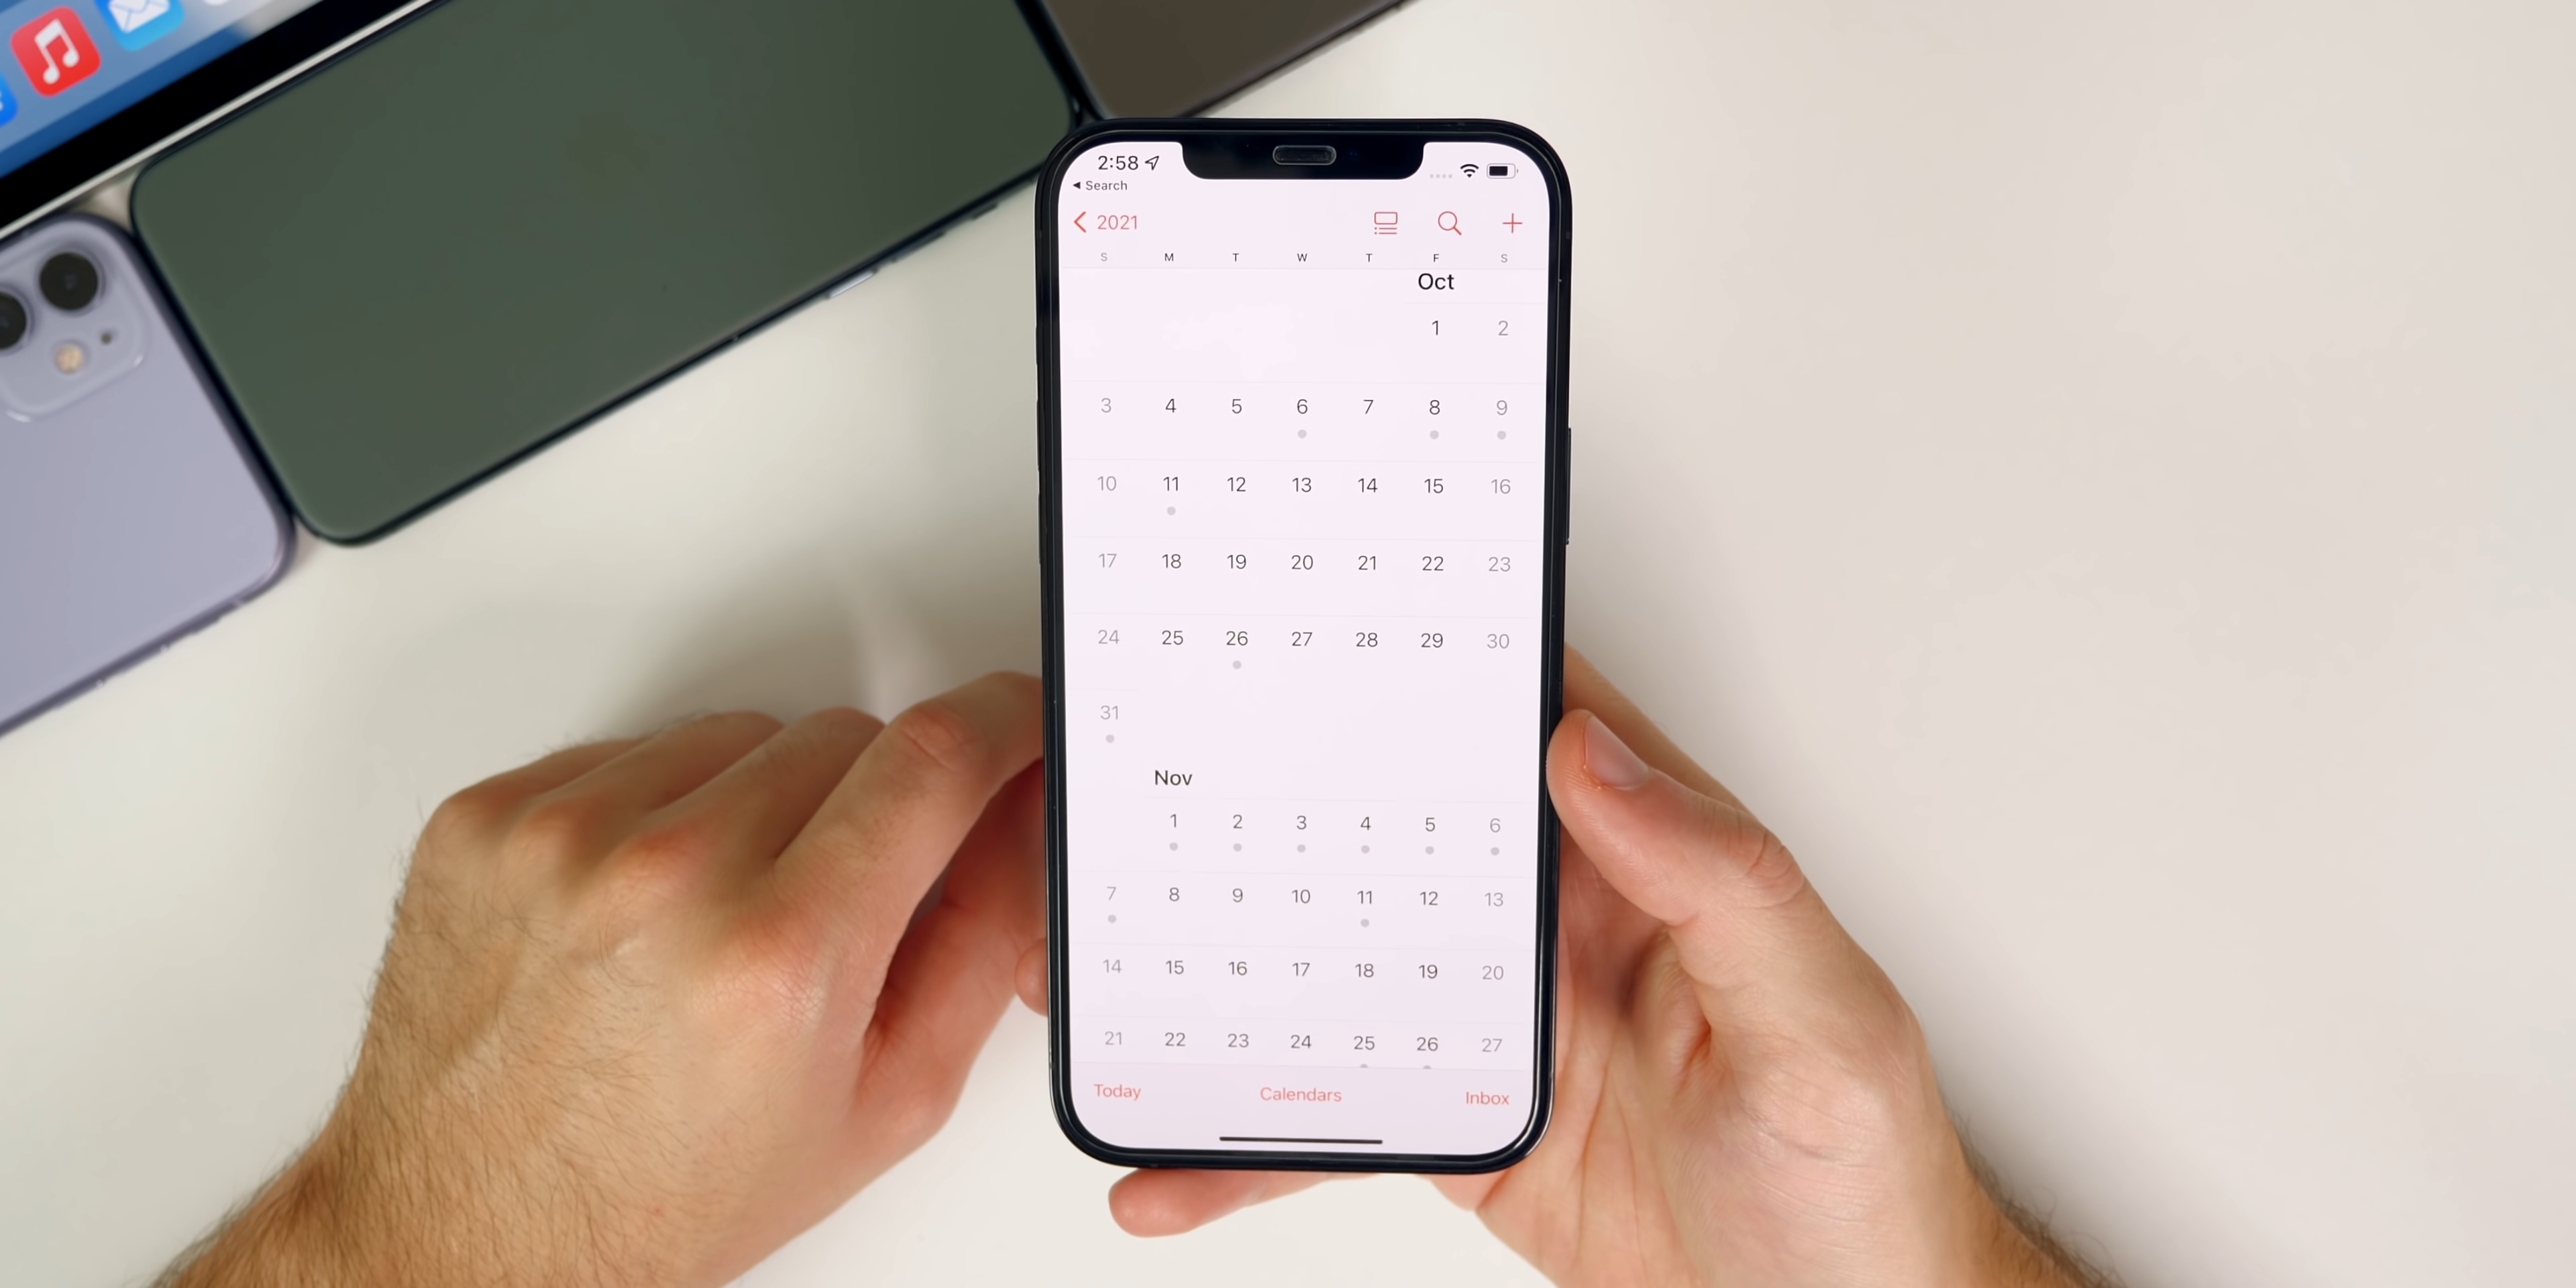 2:58
◀ Search
2021
S M T W T F S
Oct
1 2
3 4 5 6 7 8 9
10 11 12 13 14 15 16
17 18 19 20 21 22 23
24 25 26 27 28 29 30
31
Nov
1 2 3 4 5 6
7 8 9 10 11 12 13
14 15 16 17 18 19 20
21 22 23 24 25 26 27
Today Calendars Inbox